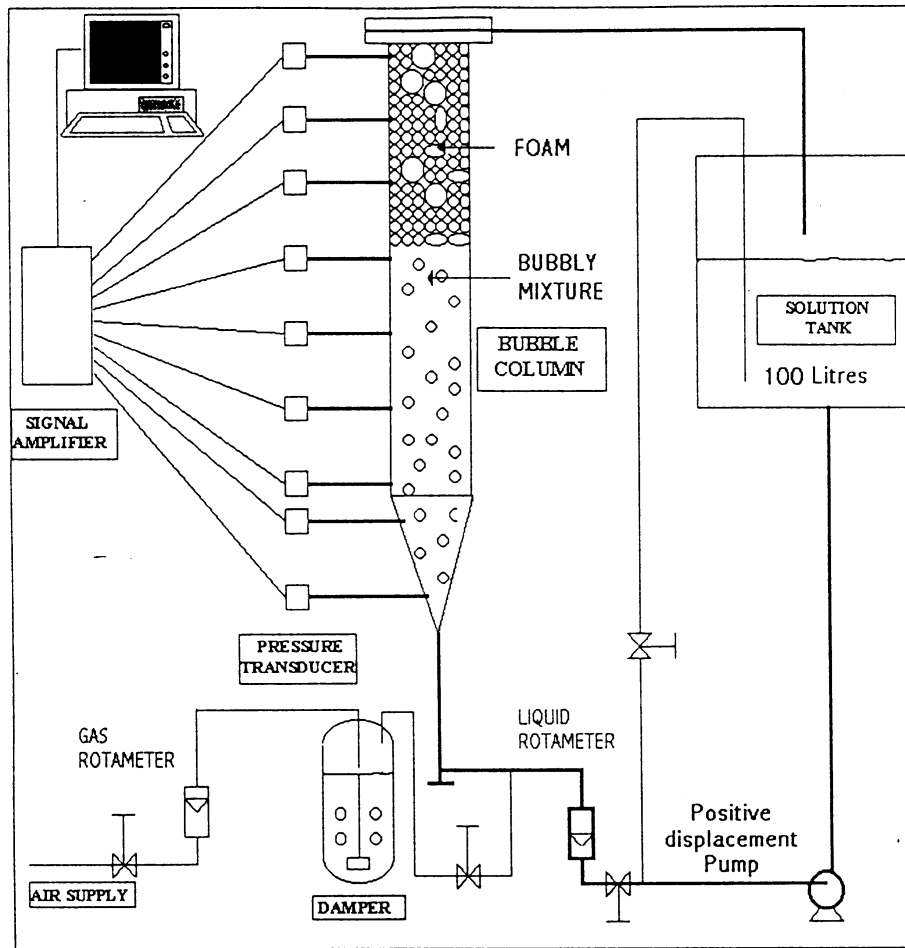 FOAM
BUBBLY
MIXTURE
BUBBLE
COLUMN
SOLUTION
TANK
100 Litres
SIGNAL
AMPLIFIER
PRESSURE
TRANSDUCER
GAS
ROTAMETER
LIQUID
ROTAMETER
Positive
displacement
Pump
AIR SUPPLY
DAMPER